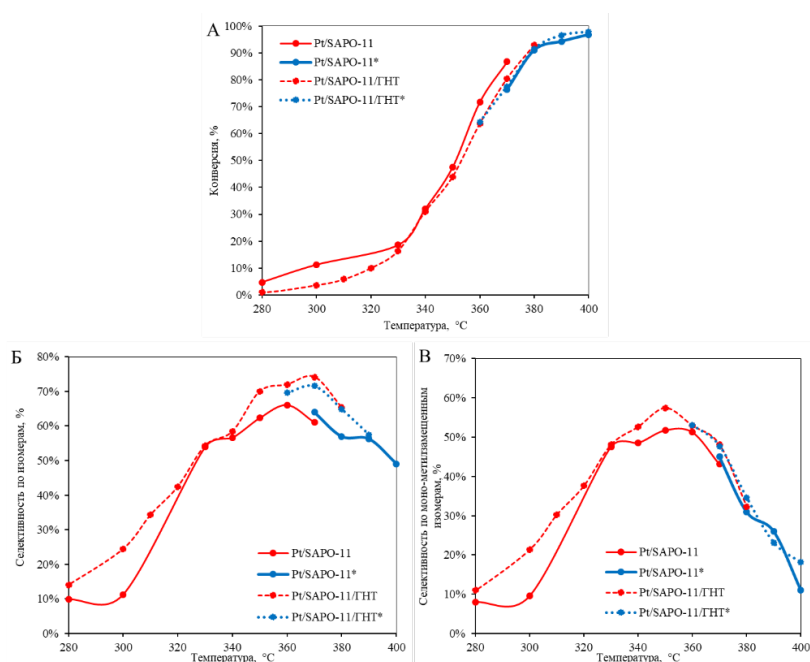 А
Pt/SAPO-11
Pt/SAPO-11*
Pt/SAPO-11/ГНТ
Pt/SAPO-11/ГНТ*
Конверсия, %
100%
90%
80%
70%
60%
50%
40%
30%
20%
10%
0%
280 300 320 340 360 380 400
Температура, °С
Б
Селективность по изомерам, %
80%
70%
60%
50%
40%
30%
20%
10%
0%
Pt/SAPO-11
Pt/SAPO-11*
Pt/SAPO-11/ГНТ
Pt/SAPO-11/ГНТ*
280 300 320 340 360 380 400
Температура, °С
В
Селективность по моно-метилзамещенным
изомерам, %
70%
60%
50%
40%
30%
20%
10%
0%
Pt/SAPO-11
Pt/SAPO-11*
Pt/SAPO-11/ГНТ
Pt/SAPO-11/ГНТ*
280 300 320 340 360 380 400
Температура, °С